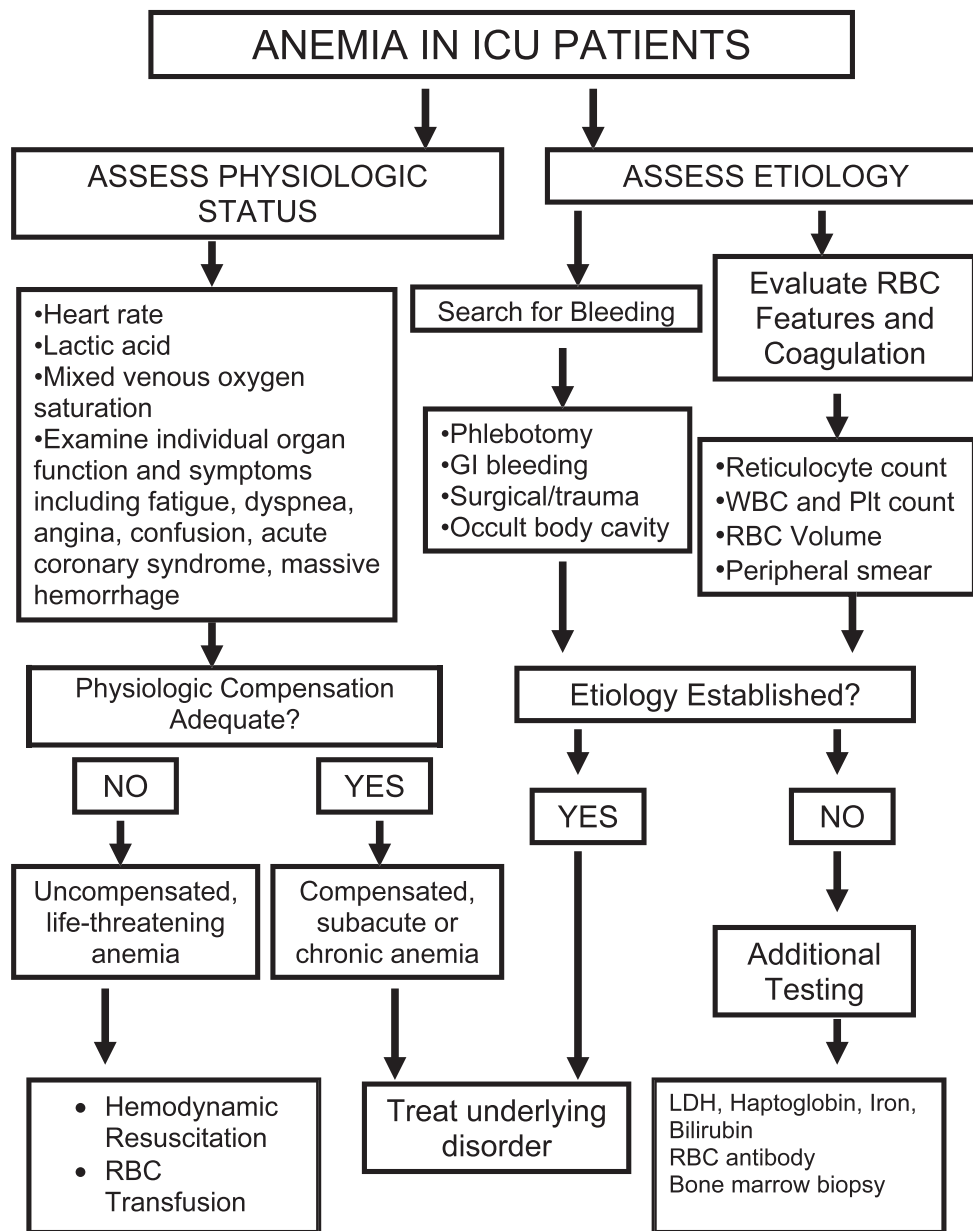 ANEMIA IN ICU PATIENTS
ASSESS PHYSIOLOGIC
STATUS
ASSESS ETIOLOGY
•Heart rate
•Lactic acid
•Mixed venous oxygen
saturation
•Examine individual organ
function and symptoms
including fatigue, dyspnea,
angina, confusion, acute
coronary syndrome, massive
hemorrhage
Search for Bleeding
Evaluate RBC
Features and
Coagulation
•Phlebotomy
•GI bleeding
•Surgical/trauma
•Occult body cavity
•Reticulocyte count
•WBC and Plt count
•RBC Volume
•Peripheral smear
Physiologic Compensation
Adequate?
Etiology Established?
NO
YES
YES
NO
Uncompensated,
life-threatening
anemia
Compensated,
subacute or
chronic anemia
Additional
Testing
• Hemodynamic
Resuscitation
• RBC
Transfusion
Treat underlying
disorder
LDH, Haptoglobin, Iron,
Bilirubin
RBC antibody
Bone marrow biopsy